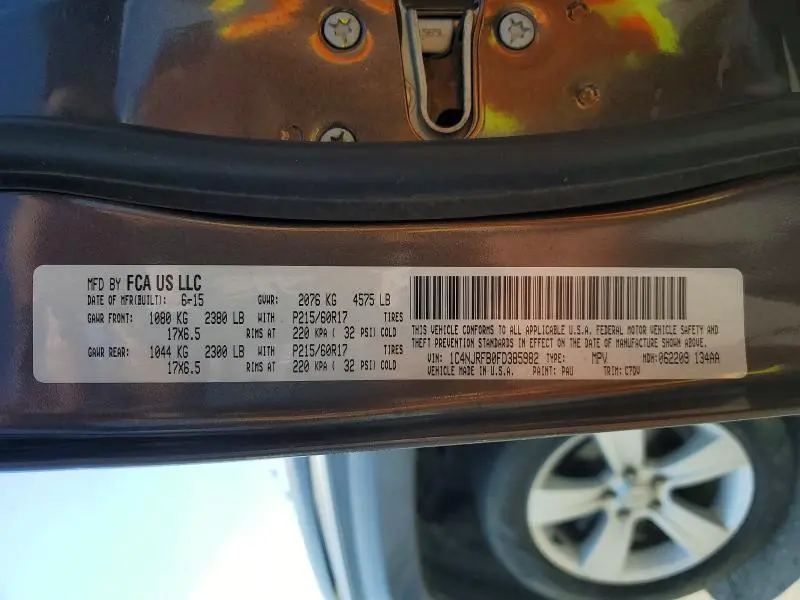 MFD BY FCA US LLC
DATE OF MFR(BUILT): 6-15 GVWR: 2076 KG 4575 LB
GAWR FRONT: 1080 KG 2380 LB WITH P215/60R17 TIRES
17X6.5 RIMS AT 220 KPA ( 32 PSI) COLD
GAWR REAR: 1044 KG 2300 LB WITH P215/60R17 TIRES
17X6.5 RIMS AT 220 KPA ( 32 PSI) COLD
THIS VEHICLE CONFORMS TO ALL APPLICABLE U.S.A. FEDERAL MOTOR VEHICLE SAFETY AND
THEFT PREVENTION STANDARDS IN EFFECT ON THE DATE OF MANUFACTURE SHOWN ABOVE.
VIN: 1C4NJRFB0FD385982 TYPE: MPV MDH:062209 134AA
VEHICLE MADE IN U.S.A. PAINT: PAU TRIM: C7DV